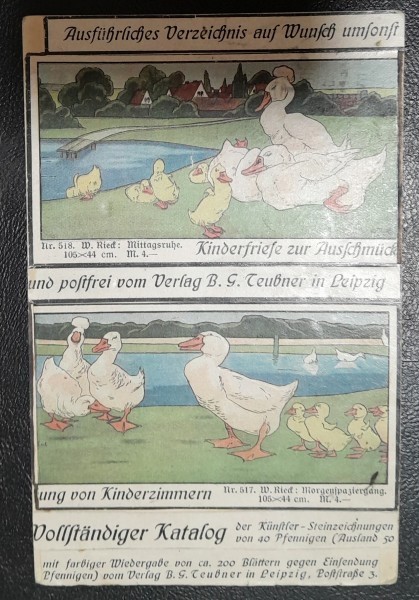 Ausführliches Verzeichnis auf Wunsch umsonst
Nr. 518. W. Rieck: Mittagsruhe.
105×44 cm. M. 4.—
Kinderfriese zur Ausschmück
und postfrei vom Verlag B. G. Teubner in Leipzig
ung von Kinderzimmern
Nr. 517. W. Rieck: Morgenspaziergang.
105×44 cm. M. 4.—
Vollständiger Katalog
der Künstler-Steinzeichnungen
von 40 Pfennigen (Ausland 50
mit farbiger Wiedergabe von ca. 200 Blättern gegen Einsendung
Pfennigen) vom Verlag B. G. Teubner in Leipzig, Poststraße 3.